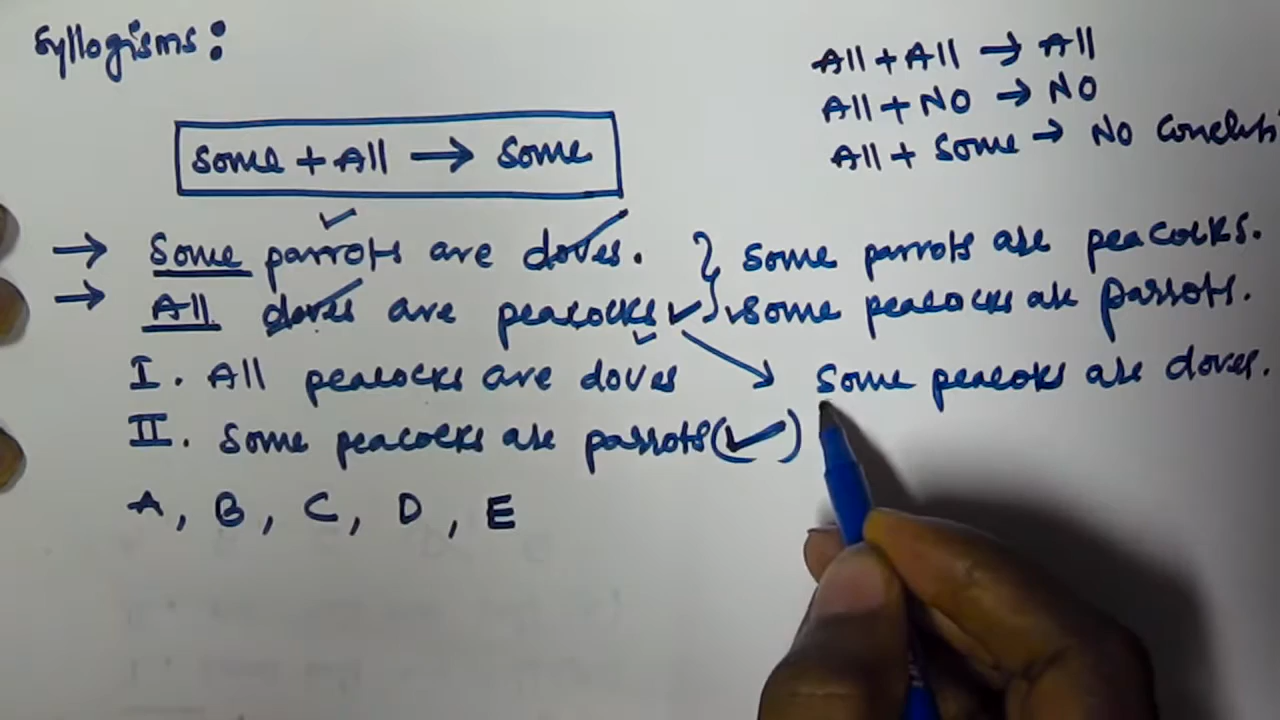 Syllogisms:
All + All → All
All + NO → NO
All + Some → No
Some + All → Some
→ Some parrots are doves. } Some parrots are peacocks.
→ All doves are peacocks ✓ Some peacocks are parrots.
I. All peacocks are doves → Some peacoks are doves.
II. Some peacocks are parrots (✓)
A, B, C, D, E